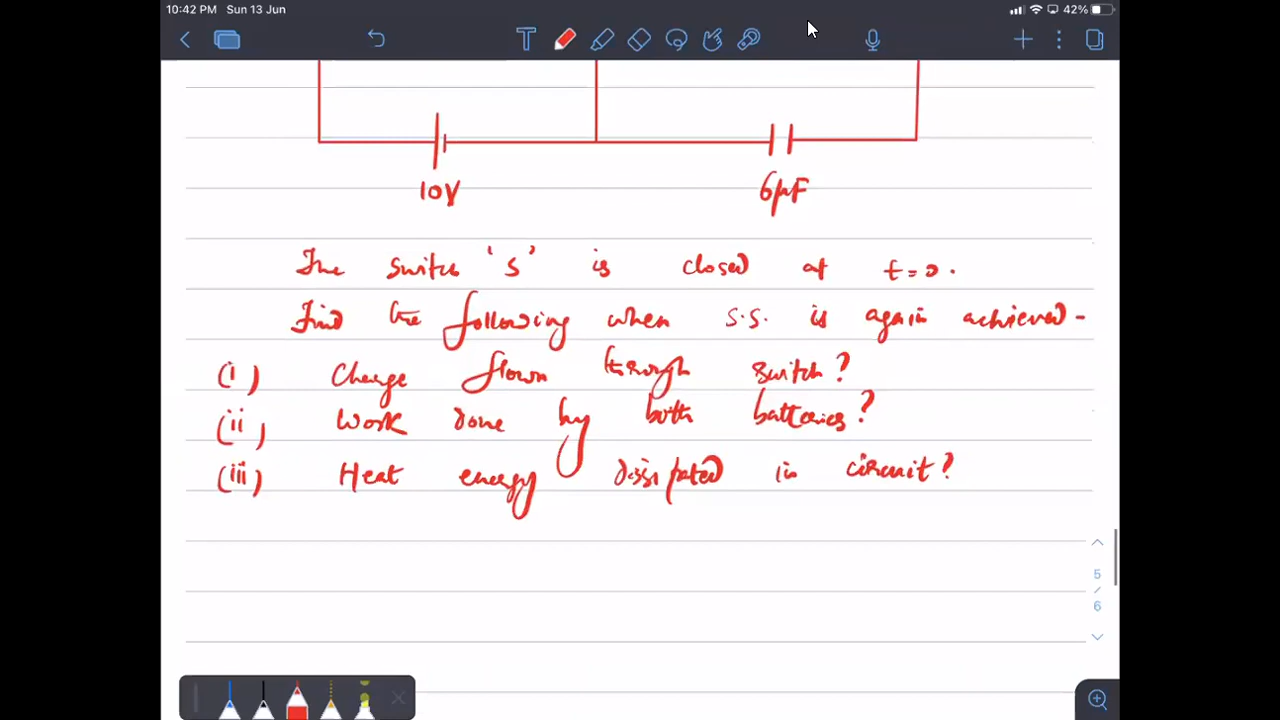 10:42 PM Sun 13 Jun
42%
10V
6μF
The switch 'S' is closed at t=0.
Find the following when S.S. is again achieved-
(i) Charge flown through switch?
(ii) Work done by both batteries?
(iii) Heat energy dissipated in circuit?
5
/
6